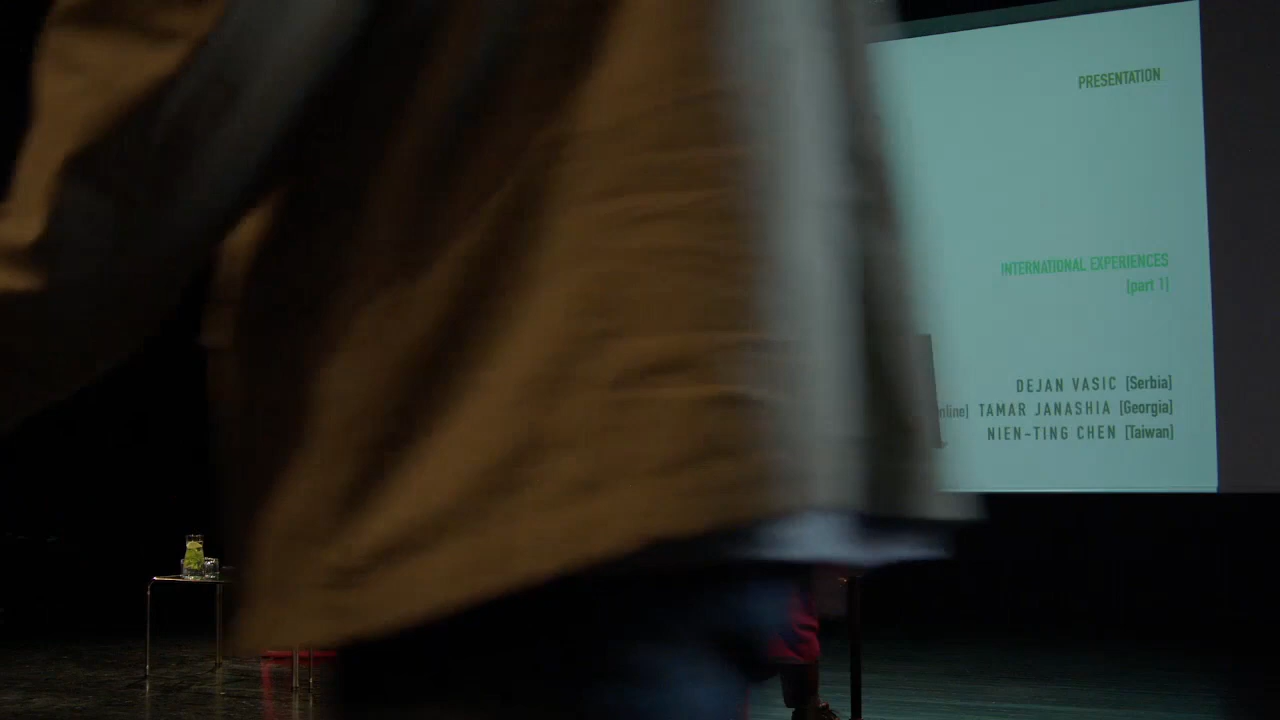 PRESENTATION
INTERNATIONAL EXPERIENCES
[part 1]
DEJAN VASIC [Serbia]
nline] TAMAR JANASHIA [Georgia]
NIEN-TING CHEN [Taiwan]